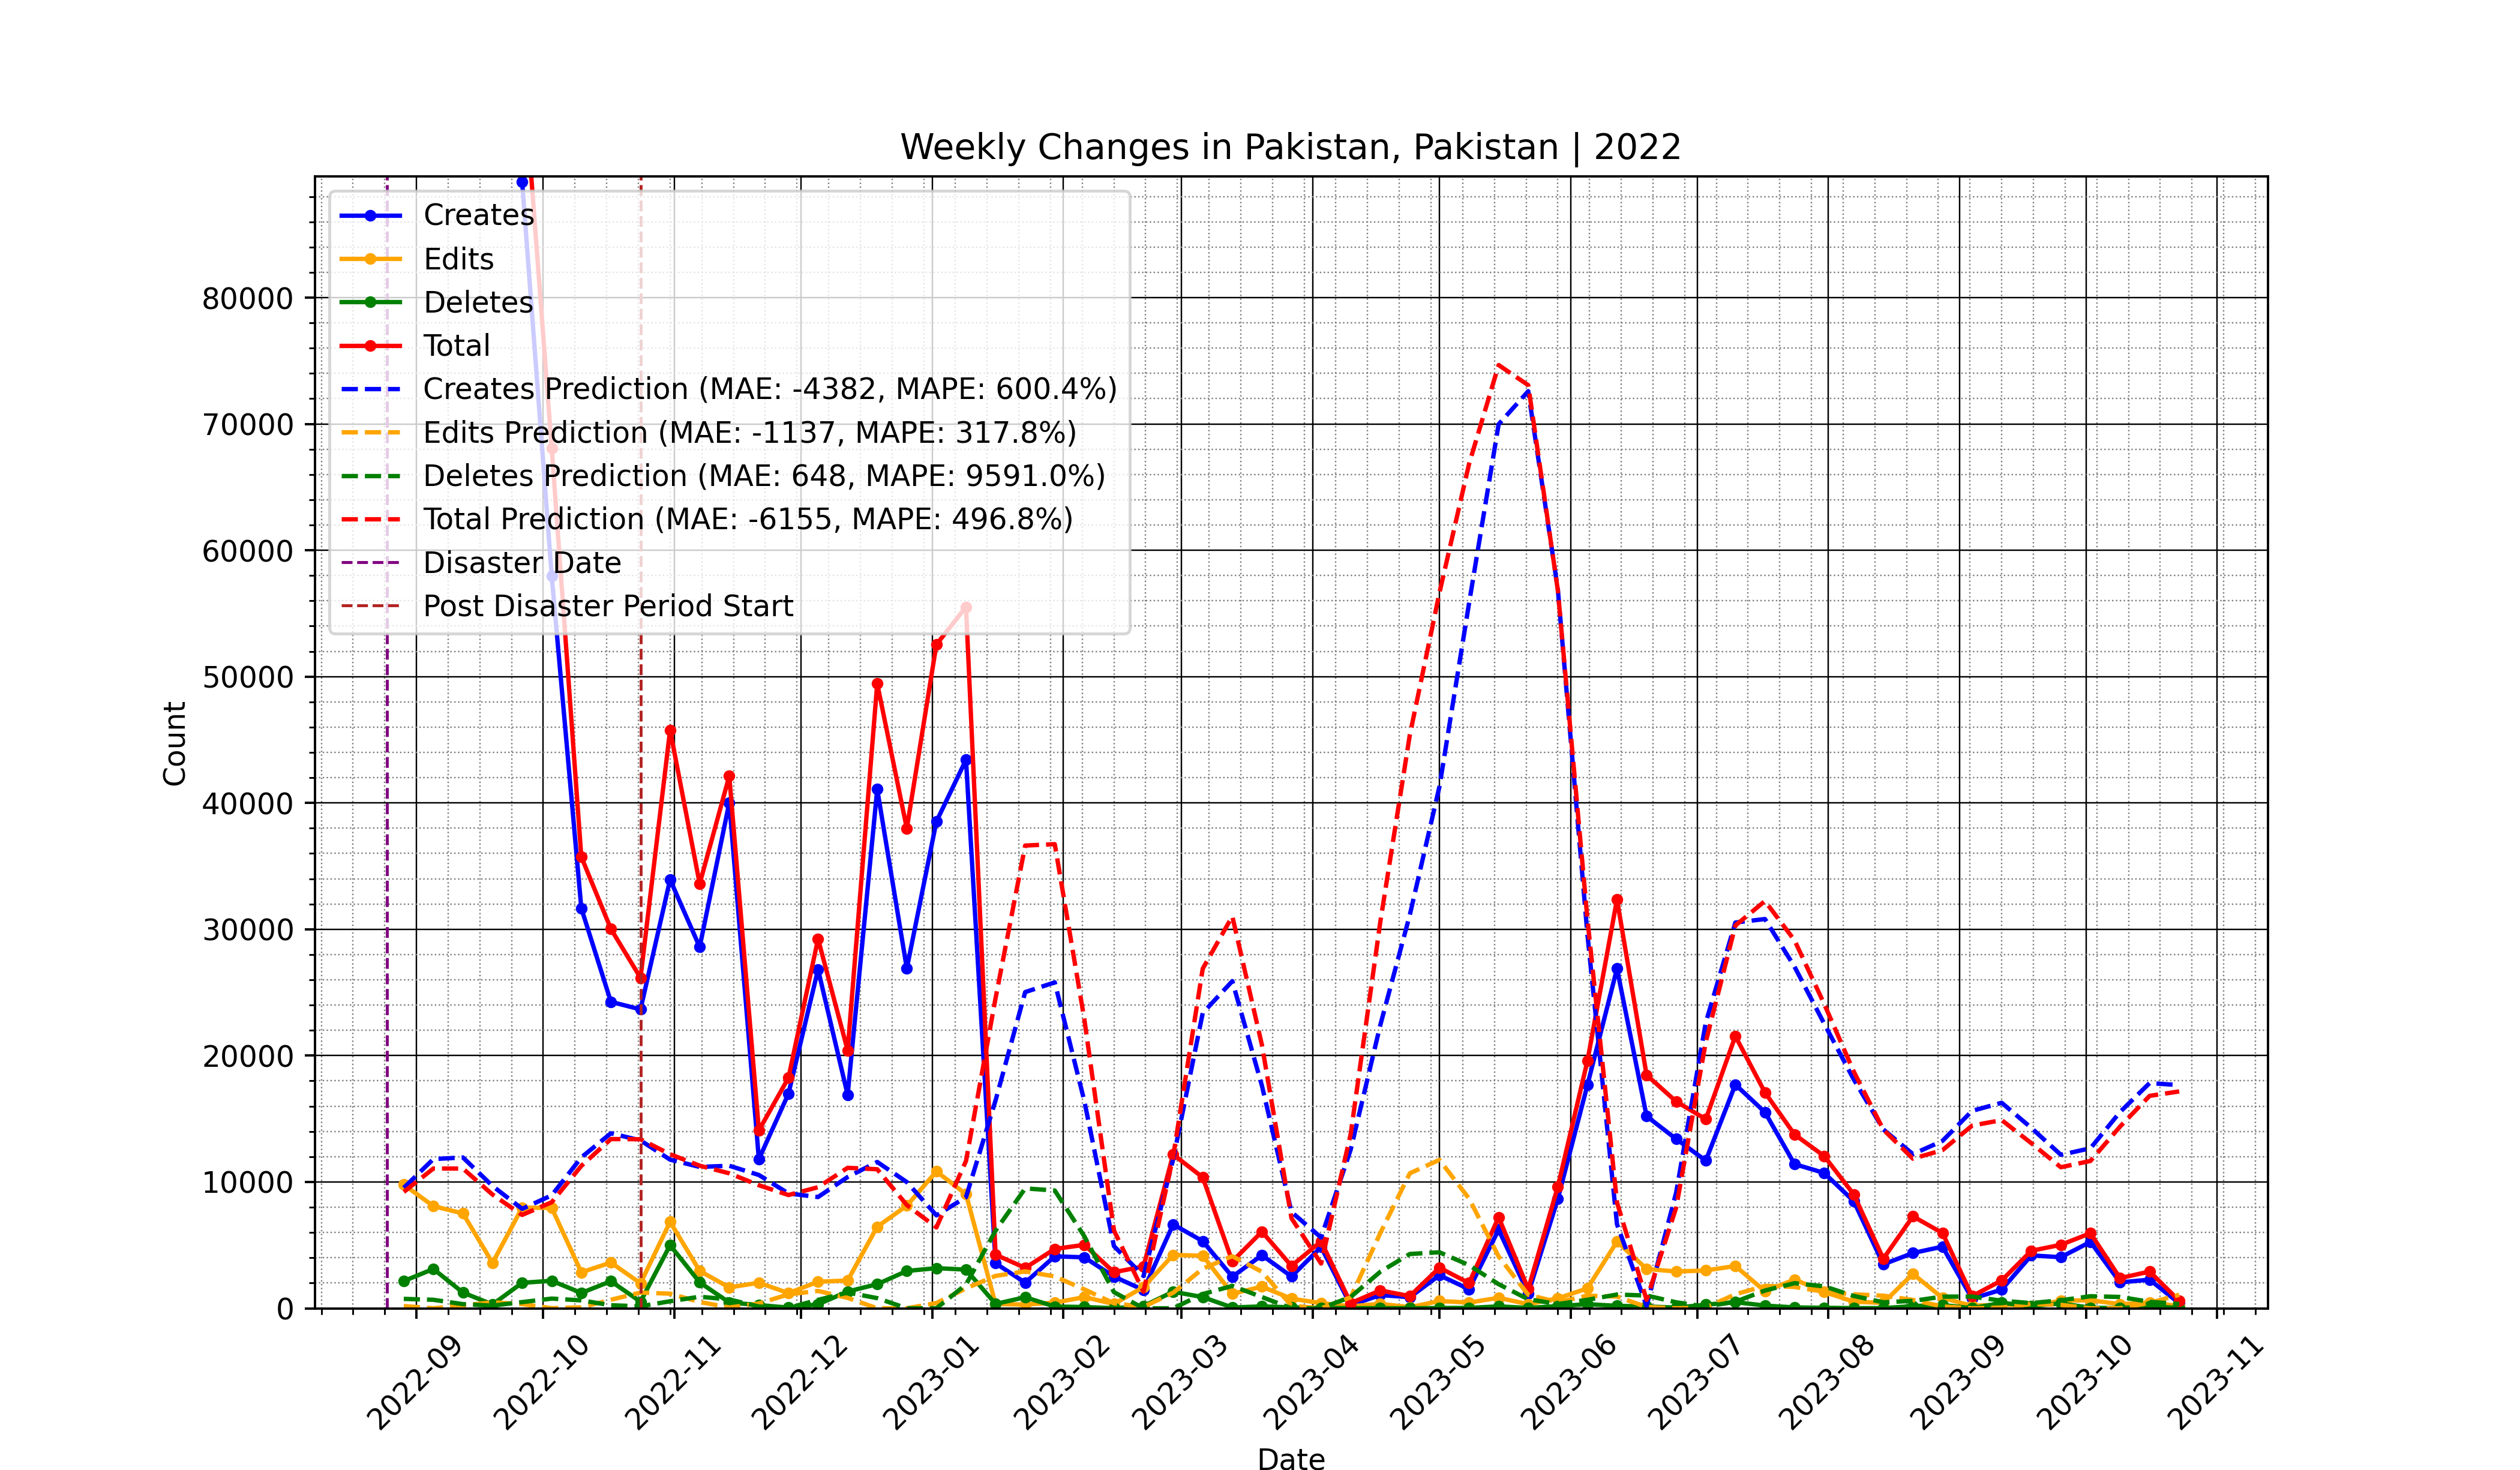 Weekly Changes in Pakistan, Pakistan | 2022
Creates
Edits
Deletes
Total
Creates Prediction (MAE: -4382, MAPE: 600.4%)
Edits Prediction (MAE: -1137, MAPE: 317.8%)
Deletes Prediction (MAE: 648, MAPE: 9591.0%)
Total Prediction (MAE: -6155, MAPE: 496.8%)
Disaster Date
Post Disaster Period Start
80000
70000
60000
50000
40000
30000
20000
10000
0
Count
2022-09
2022-10
2022-11
2022-12
2023-01
2023-02
2023-03
2023-04
2023-05
2023-06
2023-07
2023-08
2023-09
2023-10
2023-11
Date